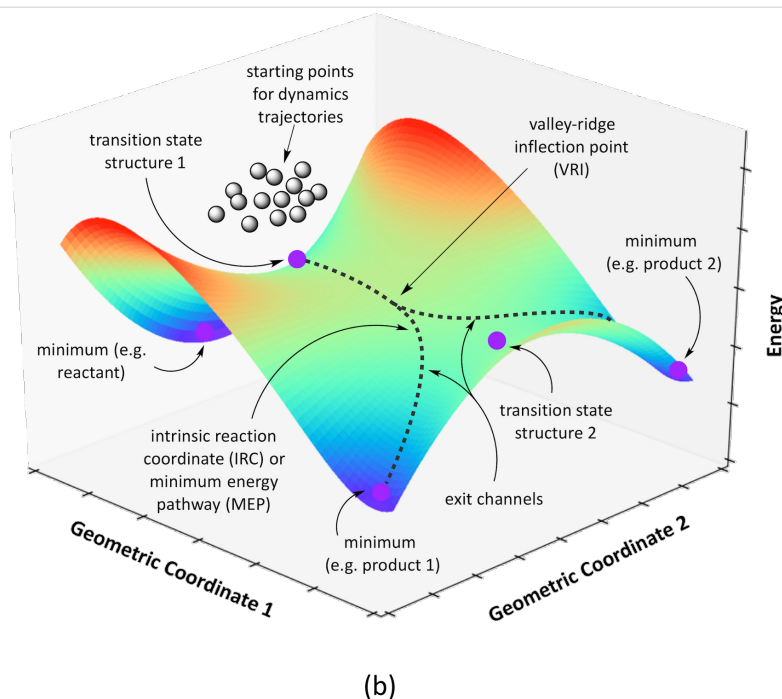 starting points
for dynamics
trajectories
transition state
structure 1
valley-ridge
inflection point
(VRI)
minimum
(e.g. product 2)
minimum (e.g.
reactant)
Energy
transition state
structure 2
intrinsic reaction
coordinate (IRC) or
minimum energy
pathway (MEP)
exit channels
minimum
(e.g. product 1)
Geometric Coordinate 1
Geometric Coordinate 2
(b)